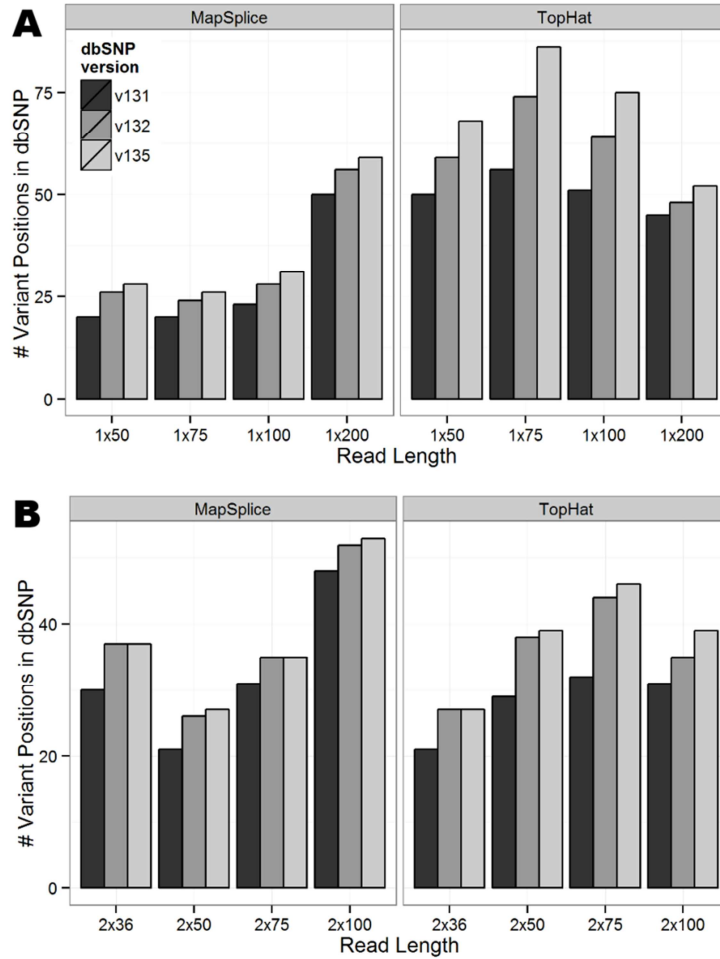 A
MapSplice
TopHat
dbSNP
version
v131
v132
v135
# Variant Positions in dbSNP
75
50
25
0
1x50 1x75 1x100 1x200
1x50 1x75 1x100 1x200
Read Length
B
MapSplice
TopHat
# Variant Positions in dbSNP
40
20
0
2x36 2x50 2x75 2x100
2x36 2x50 2x75 2x100
Read Length